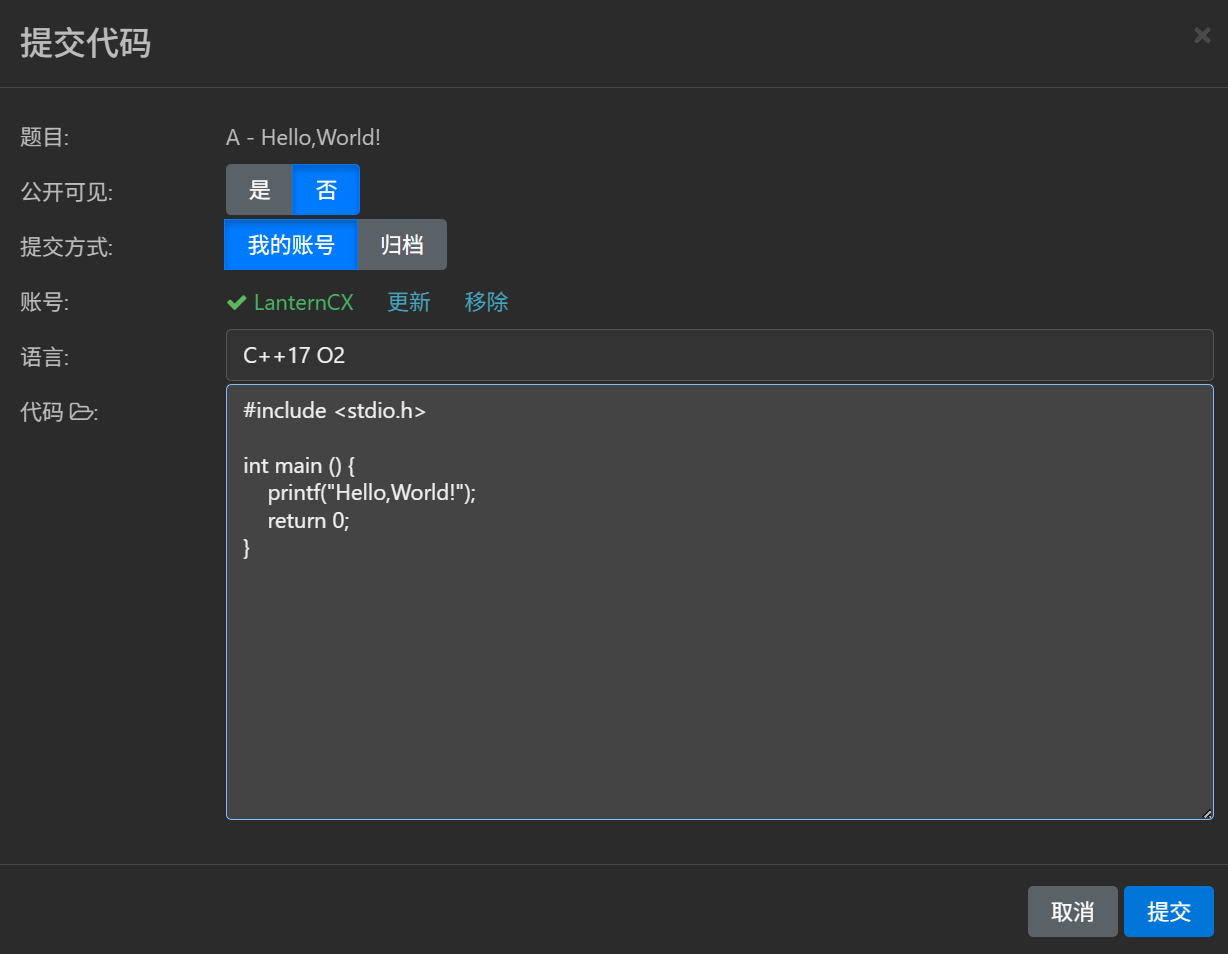 提交代码
题目: A - Hello,World!
公开可见: 是 否
提交方式: 我的账号 归档
账号: LanternCX 更新 移除
语言: C++17 O2
代码 :
#include <stdio.h>
int main () {
printf("Hello,World!");
return 0;
}
取消 提交